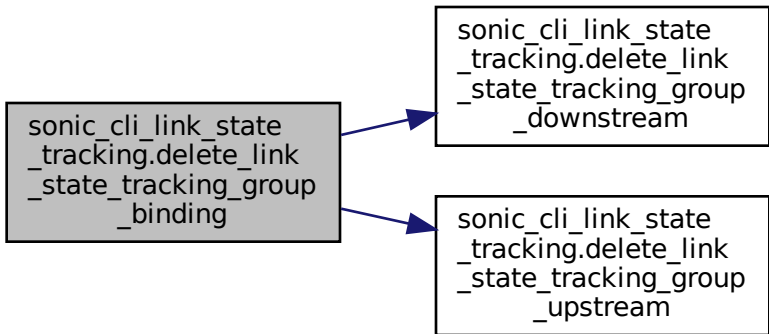 sonic_cli_link_state
_tracking.delete_link
_state_tracking_group
_binding
sonic_cli_link_state
_tracking.delete_link
_state_tracking_group
_downstream
sonic_cli_link_state
_tracking.delete_link
_state_tracking_group
_upstream